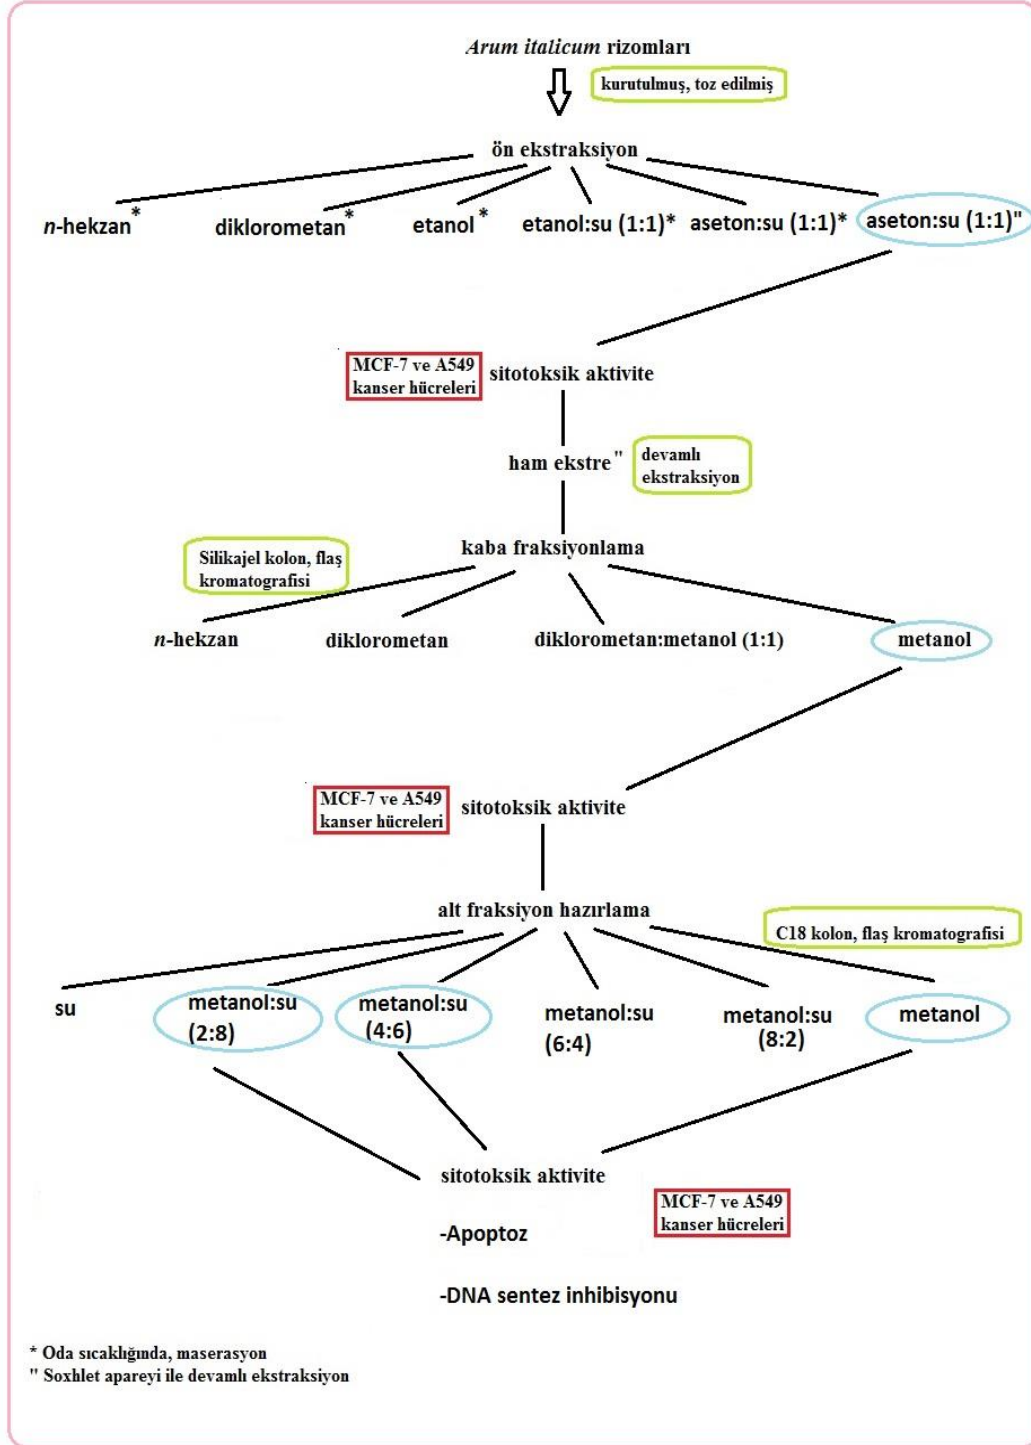 Arum italicum rizomları
kurutulmuş, toz edilmiş
ön ekstraksiyon
n-hekzan*
diklorometan*
etanol*
etanol:su (1:1)*
aseton:su (1:1)*
aseton:su (1:1)"
MCF-7 ve A549
kanser hücreleri
sitotoksik aktivite
ham ekstre"
devamlı
ekstraksiyon
kaba fraksiyonlama
Silikajel kolon, flaş
kromatografisi
n-hekzan
diklorometan
diklorometan:metanol (1:1)
metanol
MCF-7 ve A549
kanser hücreleri
sitotoksik aktivite
alt fraksiyon hazırlama
C18 kolon, flaş kromatografisi
su
metanol:su
(2:8)
metanol:su
(4:6)
metanol:su
(6:4)
metanol:su
(8:2)
metanol
sitotoksik aktivite
MCF-7 ve A549
kanser hücreleri
-Apoptoz
-DNA sentez inhibisyonu
* Oda sıcaklığında, maserasyon
" Soxhlet apareyi ile devamlı ekstraksiyon